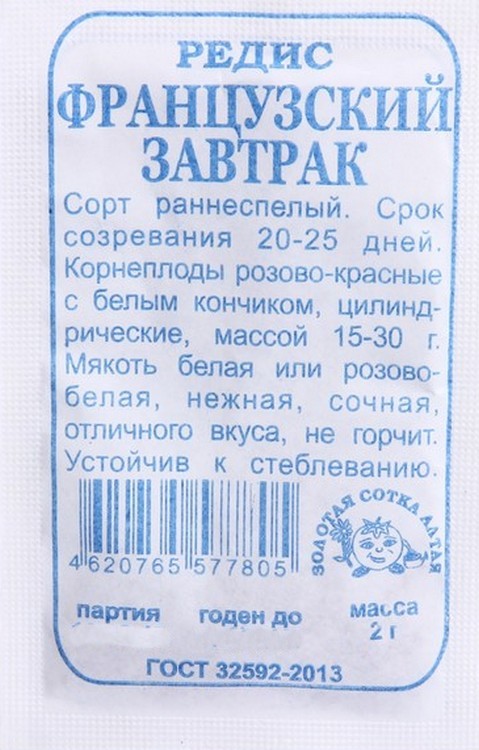 РЕДИС
ФРАНЦУЗСКИЙ
ЗАВТРАК
Сорт раннеспелый. Срок
созревания 20-25 дней.
Корнеплоды розово-красные
с белым кончиком, цилинд-
рические, массой 15-30 г.
Мякоть белая или розово-
белая, нежная, сочная,
отличного вкуса, не горчит.
Устойчив к стеблеванию.
ЗОЛОТАЯ СОТКА АЛТАЯ
4 620765 577805
партия годен до масса
2 г
ГОСТ 32592-2013